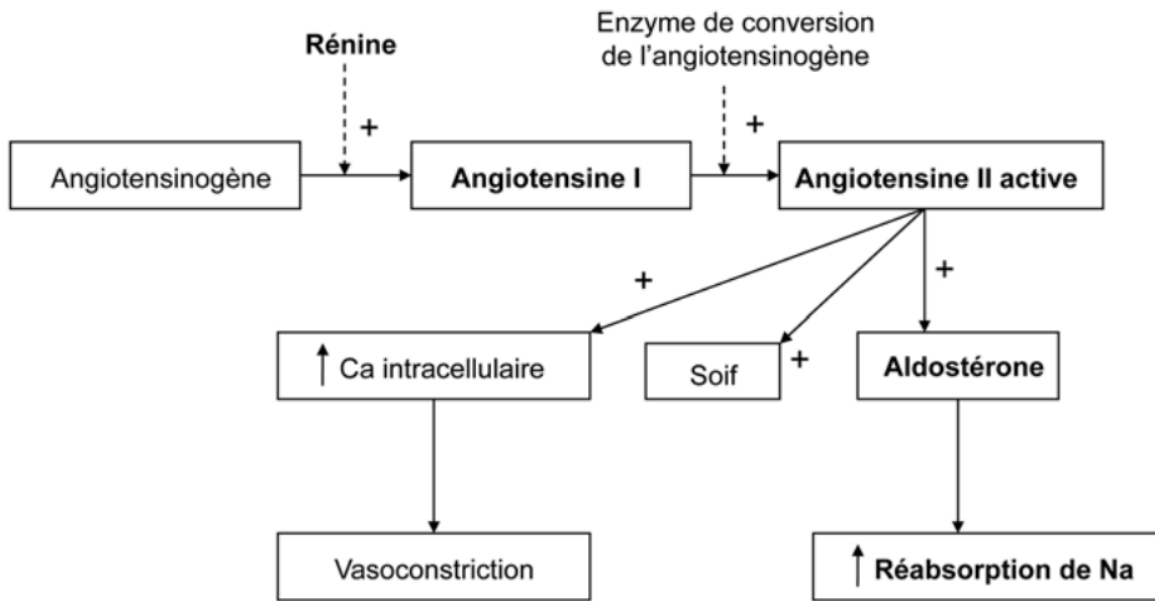 Enzyme de conversion
de l'angiotensinogène
Rénine
+
+
Angiotensinogène
Angiotensine I
Angiotensine II active
+
+
↑ Ca intracellulaire
Soif
+
Aldostérone
Vasoconstriction
↑ Réabsorption de Na